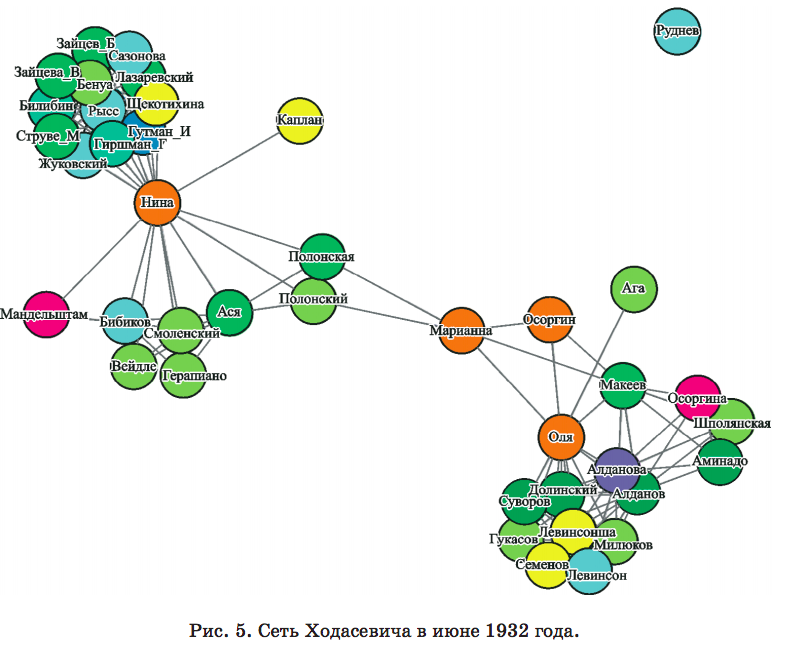 Руднев
Зайцев_Б
Сазонова
Зайцева_В
Лазаревский
Бенуа
Билибин
Щекотихина
Рысс
Каплан
Гутман_И
Струве_М
Гиршман_Г
Жуковский
Нина
Полонская
Ага
Полонский
Мандельштам
Ася
Бибиков
Осоргин
Смоленский
Марианна
Вейдле
Герапиано
Макеев
Осоргина
Шполянская
Оля
Аминадо
Алданова
Долинский
Алданов
Суворов
Левинсонша
Гукасов
Милюков
Семенов
Левинсон
Рис. 5. Сеть Ходасевича в июне 1932 года.